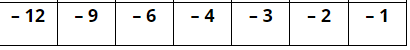 – 12 – 9 – 6 – 4 – 3 – 2 – 1